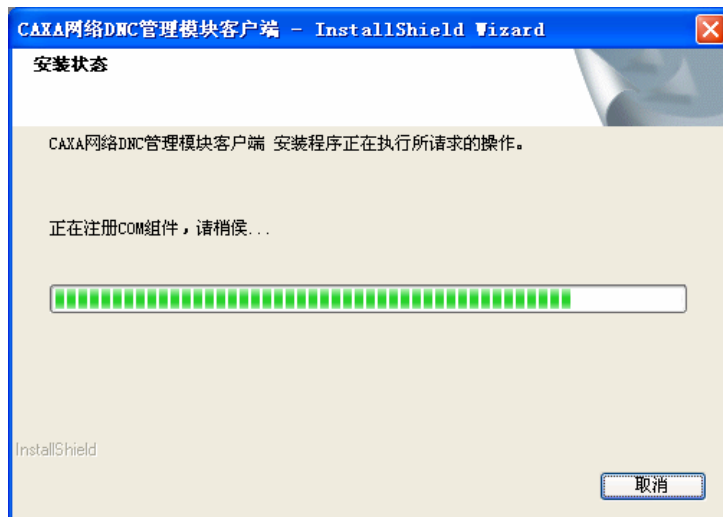 CAXA网络DNC管理模块客户端 - InstallShield Wizard
安装状态
CAXA网络DNC管理模块客户端 安装程序正在执行所请求的操作。
正在注册COM组件，请稍侯...
InstallShield
取消